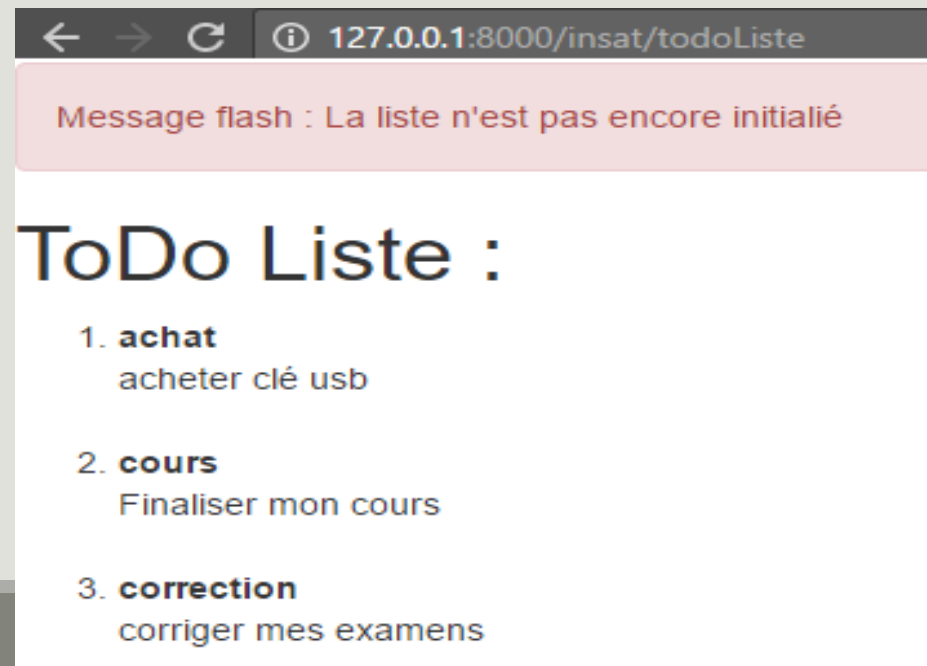 127.0.0.1:8000/insat/todoListe
Message flash : La liste n'est pas encore initialié
ToDo Liste :
1. achat
acheter clé usb
2. cours
Finaliser mon cours
3. correction
corriger mes examens